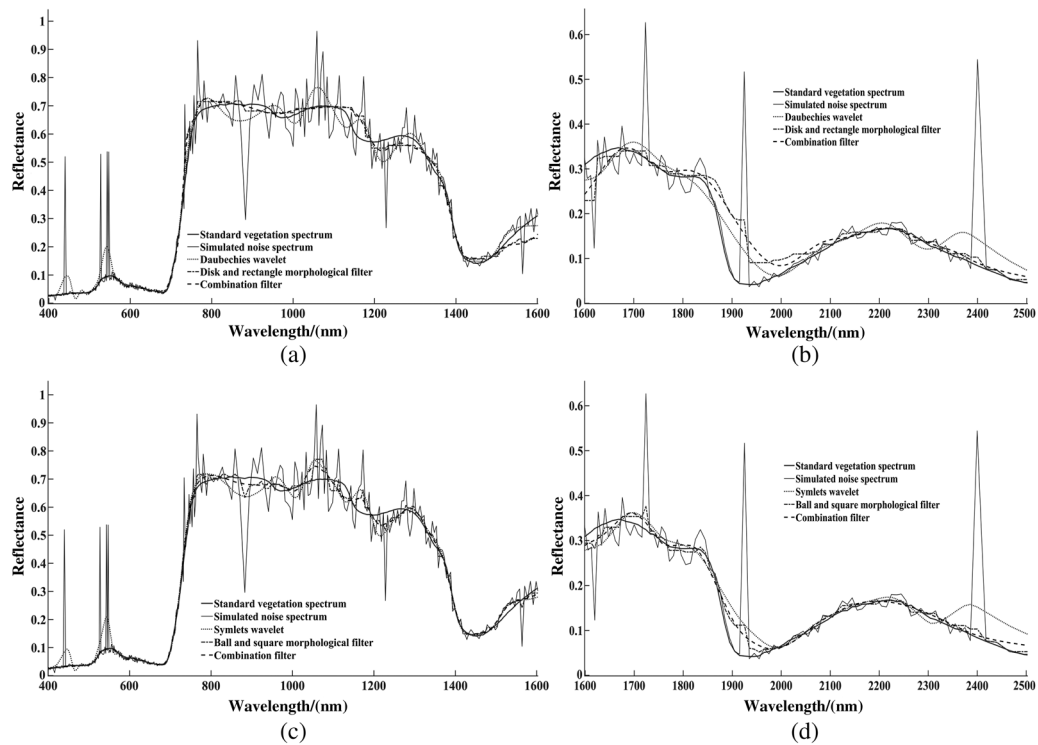 1
0.9
0.8
0.7
0.6
0.5
0.4
0.3
0.2
0.1
0
Reflectance
400
600
800
1000
1200
1400
1600
Wavelength/(nm)
Standard vegetation spectrum
Simulated noise spectrum
Daubechies wavelet
Disk and rectangle morphological filter
Combination filter
(a)
0.6
0.5
0.4
0.3
0.2
0.1
0
Reflectance
1600
1700
1800
1900
2000
2100
2200
2300
2400
2500
Wavelength/(nm)
Standard vegetation spectrum
Simulated noise spectrum
Daubechies wavelet
Disk and rectangle morphological filter
Combination filter
(b)
1
0.9
0.8
0.7
0.6
0.5
0.4
0.3
0.2
0.1
0
Reflectance
400
600
800
1000
1200
1400
1600
Wavelength/(nm)
Standard vegetation spectrum
Simulated noise spectrum
Symlets wavelet
Ball and square morphological filter
Combination filter
(c)
0.6
0.5
0.4
0.3
0.2
0.1
0
Reflectance
1600
1700
1800
1900
2000
2100
2200
2300
2400
2500
Wavelength/(nm)
Standard vegetation spectrum
Simulated noise spectrum
Symlets wavelet
Ball and square morphological filter
Combination filter
(d)